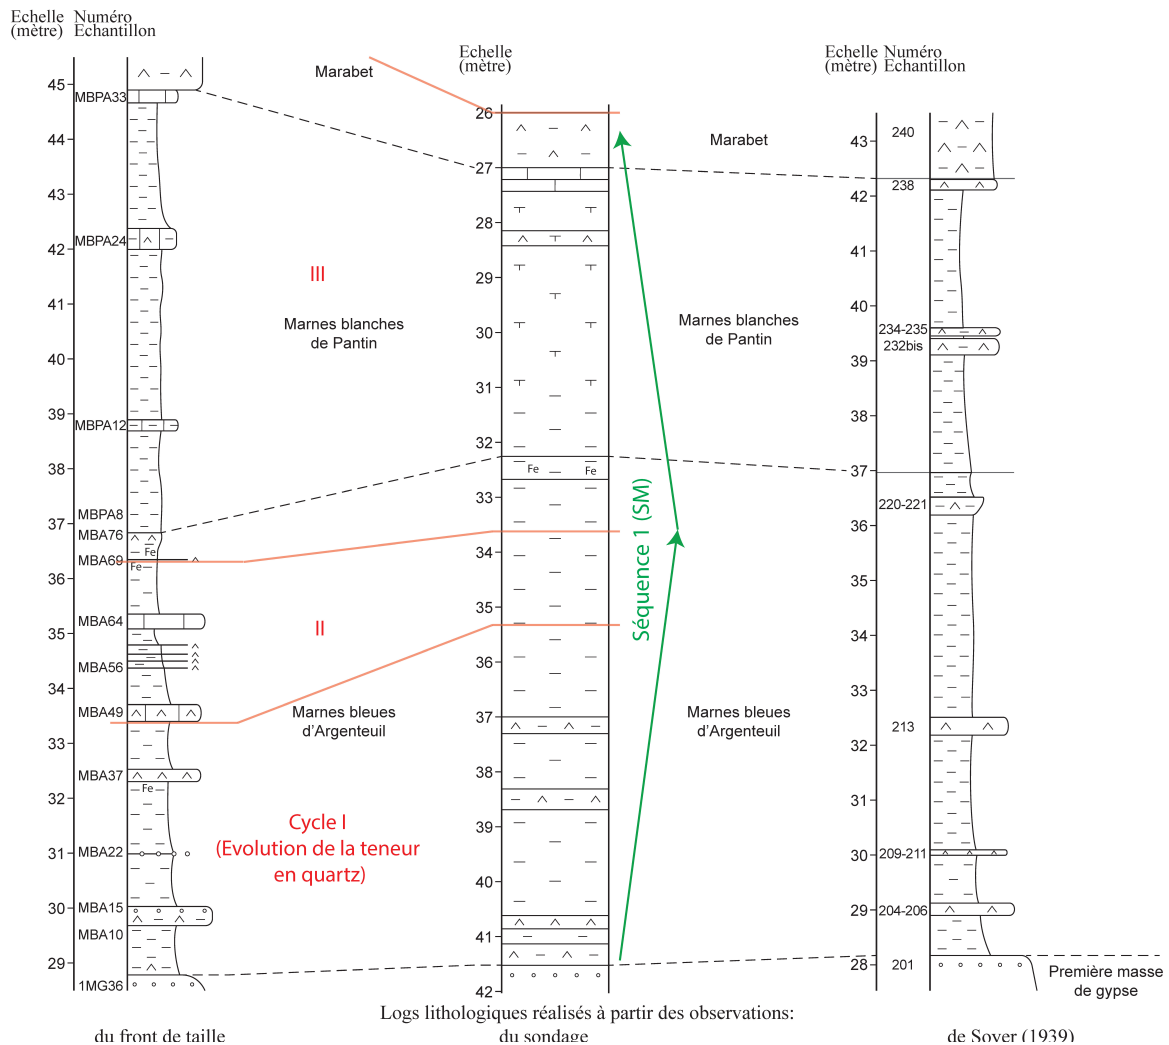 Echelle Numéro
(mètre) Echantillon
45
44
43
42
41
40
39
38
37
36
35
34
33
32
31
30
29
MBPA33
MBPA24
MBPA12
MBPA8
MBA76
MBA69
MBA64
MBA56
MBA49
MBA37
MBA22
MBA15
MBA10
1MG36
Fe
Fe
Fe
Marabet
III
Marnes blanches
de Pantin
II
Marnes bleues
d'Argenteuil
Cycle I
(Evolution de la teneur
en quartz)
Echelle
(mètre)
26
27
28
29
30
31
32
33
34
35
36
37
38
39
40
41
42
Fe Fe
Séquence 1 (SM)
Marabet
Marnes blanches
de Pantin
Marnes bleues
d'Argenteuil
Echelle Numéro
(mètre) Echantillon
43
42
41
40
39
38
37
36
35
34
33
32
31
30
29
28
240
238
234-235
232bis
220-221
213
209-211
204-206
201
Première masse
de gypse
Logs lithologiques réalisés à partir des observations:
du front de taille
du sondage
de Soyer (1939)